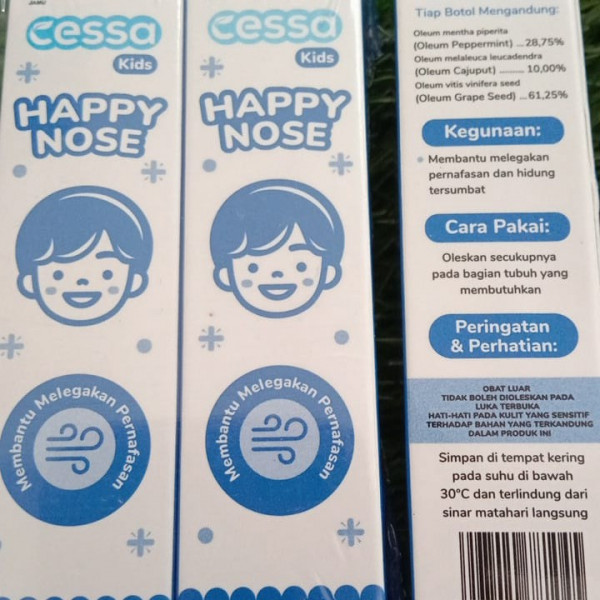 JAMU
cessa
Kids
HAPPY
NOSE
Membantu Melegakan Pernafasan
cessa
Kids
HAPPY
NOSE
Membantu Melegakan Pernafasan
Tiap Botol Mengandung:
Oleum mentha piperita
(Oleum Peppermint) ... 28,75%
Oleum melaleuca leucadendra
(Oleum Cajuput) .......... 10,00%
Oleum vitis vinifera seed
(Oleum Grape Seed) ... 61,25%
Kegunaan:
Membantu melegakan
pernafasan dan hidung
tersumbat
Cara Pakai:
Oleskan secukupnya
pada bagian tubuh yang
membutuhkan
Peringatan
& Perhatian:
OBAT LUAR
TIDAK BOLEH DIOLESKAN PADA
LUKA TERBUKA
HATI-HATI PADA KULIT YANG SENSITIF
TERHADAP BAHAN YANG TERKANDUNG
DALAM PRODUK INI
Simpan di tempat kering
pada suhu di bawah
30°C dan terlindung dari
sinar matahari langsung